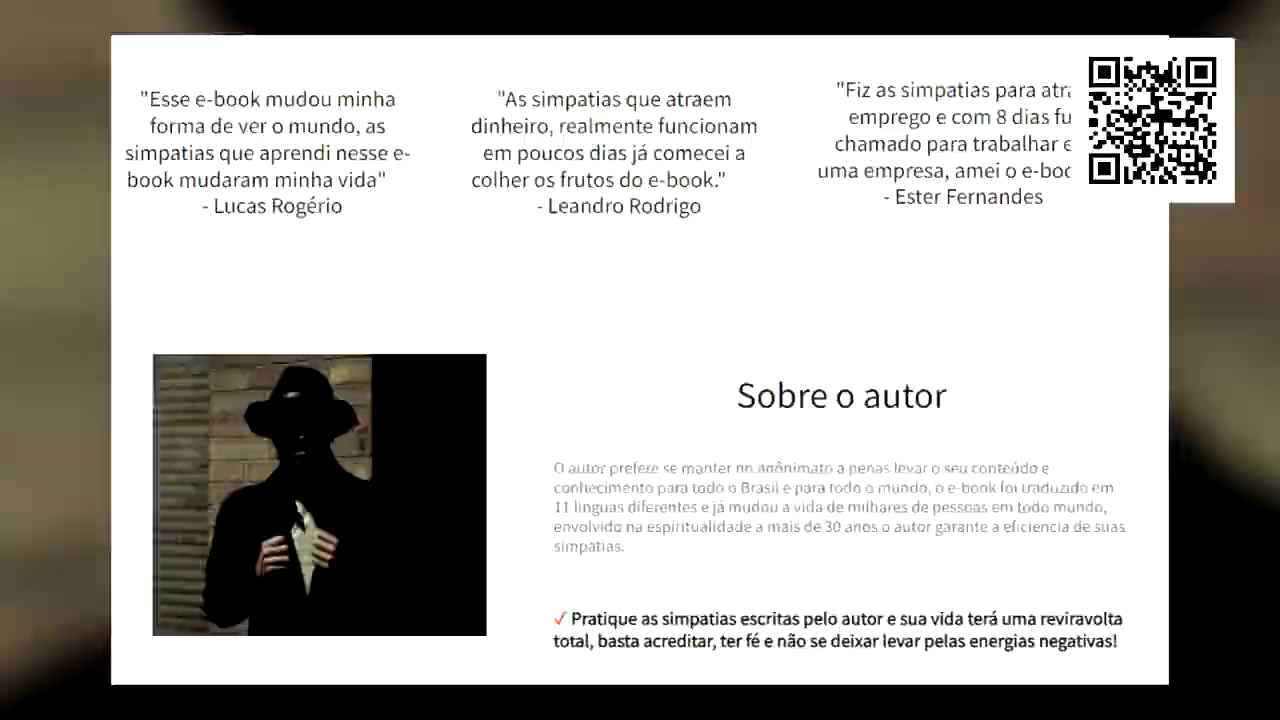 "Esse e-book mudou minha
forma de ver o mundo, as
simpatias que aprendi nesse e-
book mudaram minha vida"
- Lucas Rogério
"As simpatias que atraem
dinheiro, realmente funcionam
em poucos dias já comecei a
colher os frutos do e-book."
- Leandro Rodrigo
"Fiz as simpatias para
emprego e com 8 dias
chamado para trabalhar
uma empresa, amei o
- Ester Fernandes
Sobre o autor
O autor prefere se manter no anônimato a penas levar o seu conteúdo e
conhecimento para todo o Brasil e para todo o mundo, o e-book foi traduzido em
11 linguas diferentes e já mudou a vida de milhares de pessoas em todo mundo,
envolvido na espiritualidade a mais de 30 anos o autor garante a eficiencia de suas
simpatias.
✓ Pratique as simpatias escritas pelo autor e sua vida terá uma reviravolta
total, basta acreditar, ter fé e não se deixar levar pelas energias negativas!